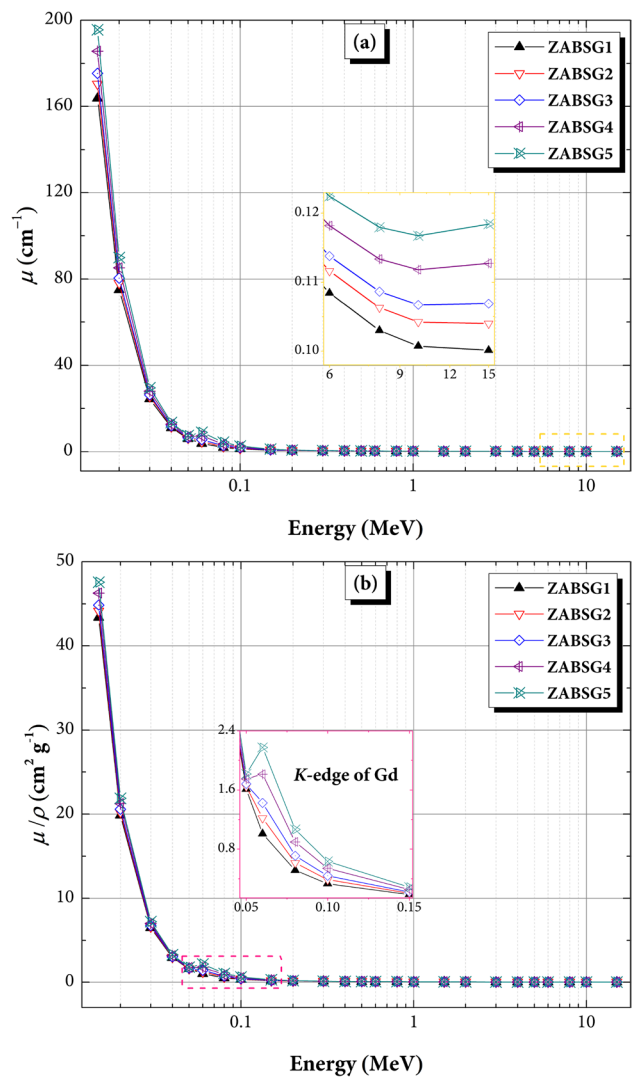 (a)
ZABSG1
ZABSG2
ZABSG3
ZABSG4
ZABSG5
200
160
120
80
40
0
μ (cm⁻¹)
0.12
0.11
0.10
6 9 12 15
0.1 1 10
Energy (MeV)
(b)
ZABSG1
ZABSG2
ZABSG3
ZABSG4
ZABSG5
50
40
30
20
10
0
μ/ρ (cm² g⁻¹)
2.4
1.6
0.8
K-edge of Gd
0.05 0.10 0.15
0.1 1 10
Energy (MeV)